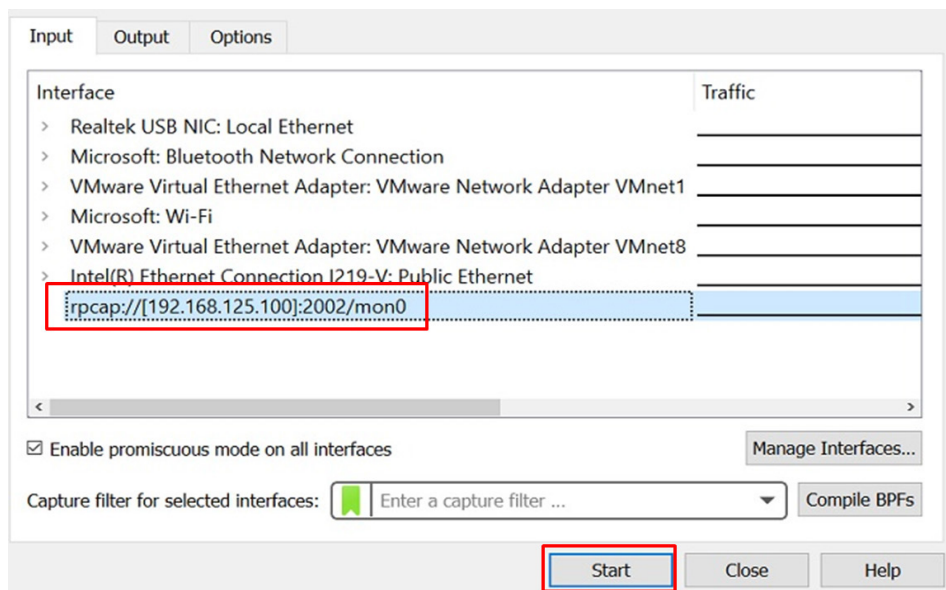 Input Output Options
Interface Traffic
Realtek USB NIC: Local Ethernet
Microsoft: Bluetooth Network Connection
VMware Virtual Ethernet Adapter: VMware Network Adapter VMnet1
Microsoft: Wi-Fi
VMware Virtual Ethernet Adapter: VMware Network Adapter VMnet8
Intel(R) Ethernet Connection I219-V: Public Ethernet
rpcap://[192.168.125.100]:2002/mon0
Enable promiscuous mode on all interfaces Manage Interfaces...
Capture filter for selected interfaces: Enter a capture filter ... Compile BPFs
Start Close Help